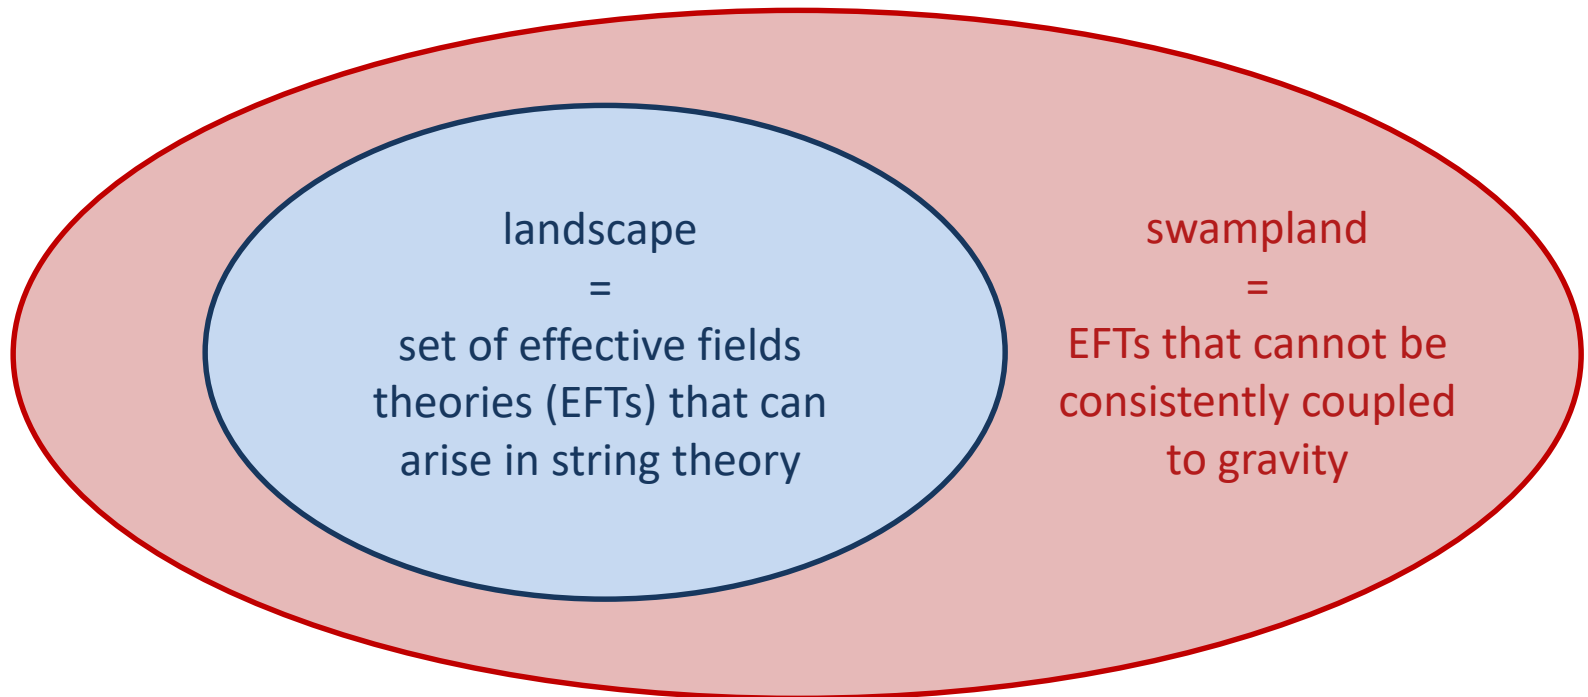 landscape
=
set of effective fields
theories (EFTs) that can
arise in string theory
swampland
=
EFTs that cannot be
consistently coupled
to gravity